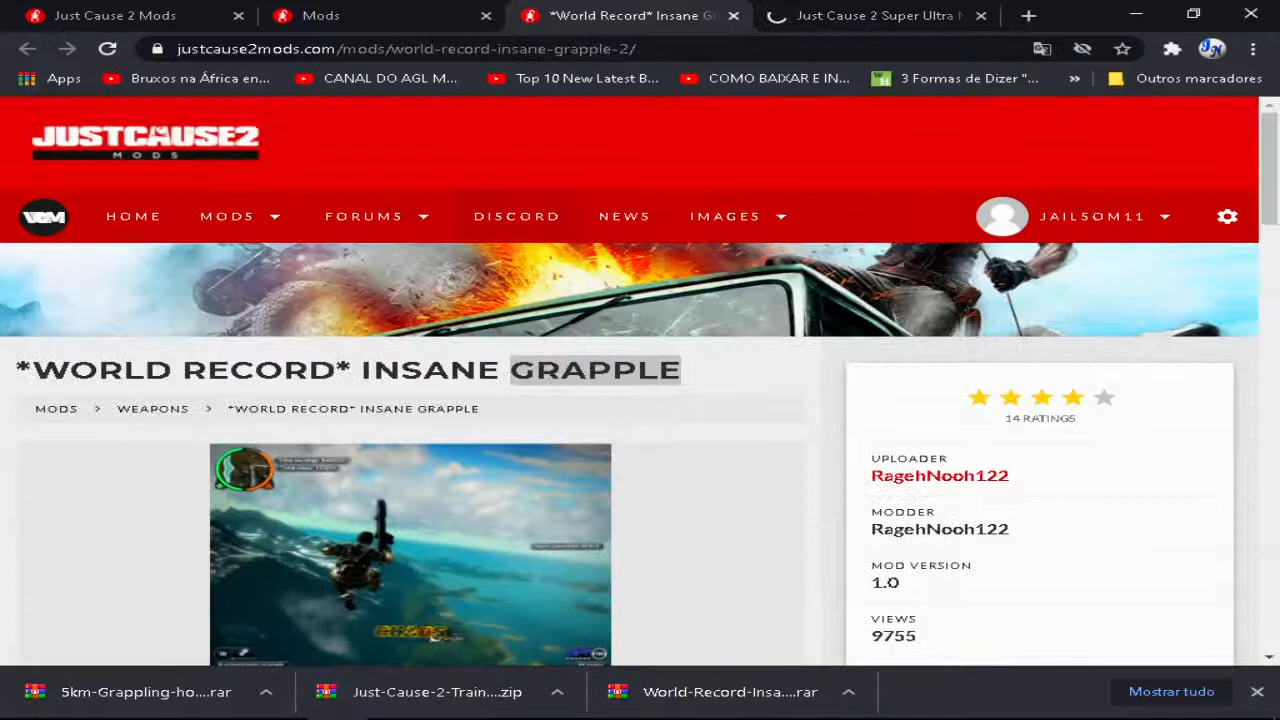 Just Cause 2 Mods
Mods
*World Record* Insane G
Just Cause 2 Super Ultra
justcause2mods.com/mods/world-record-insane-grapple-2/
Apps
Bruxos na África en...
CANAL DO AGL M...
Top 10 New Latest B...
COMO BAIXAR E IN...
3 Formas de Dizer "...
»
Outros marcadores
JUSTCAUSE2
MODS
VGM
HOME
MODS
FORUMS
DISCORD
NEWS
IMAGES
JAILSOM11
*WORLD RECORD* INSANE GRAPPLE
MODS > WEAPONS > *WORLD RECORD* INSANE GRAPPLE
CHAOS
14 RATINGS
UPLOADER
RagehNooh122
MODDER
RagehNooh122
MOD VERSION
1.0
VIEWS
9755
5km-Grappling-ho....rar
Just-Cause-2-Train....zip
World-Record-Insa....rar
Mostrar tudo